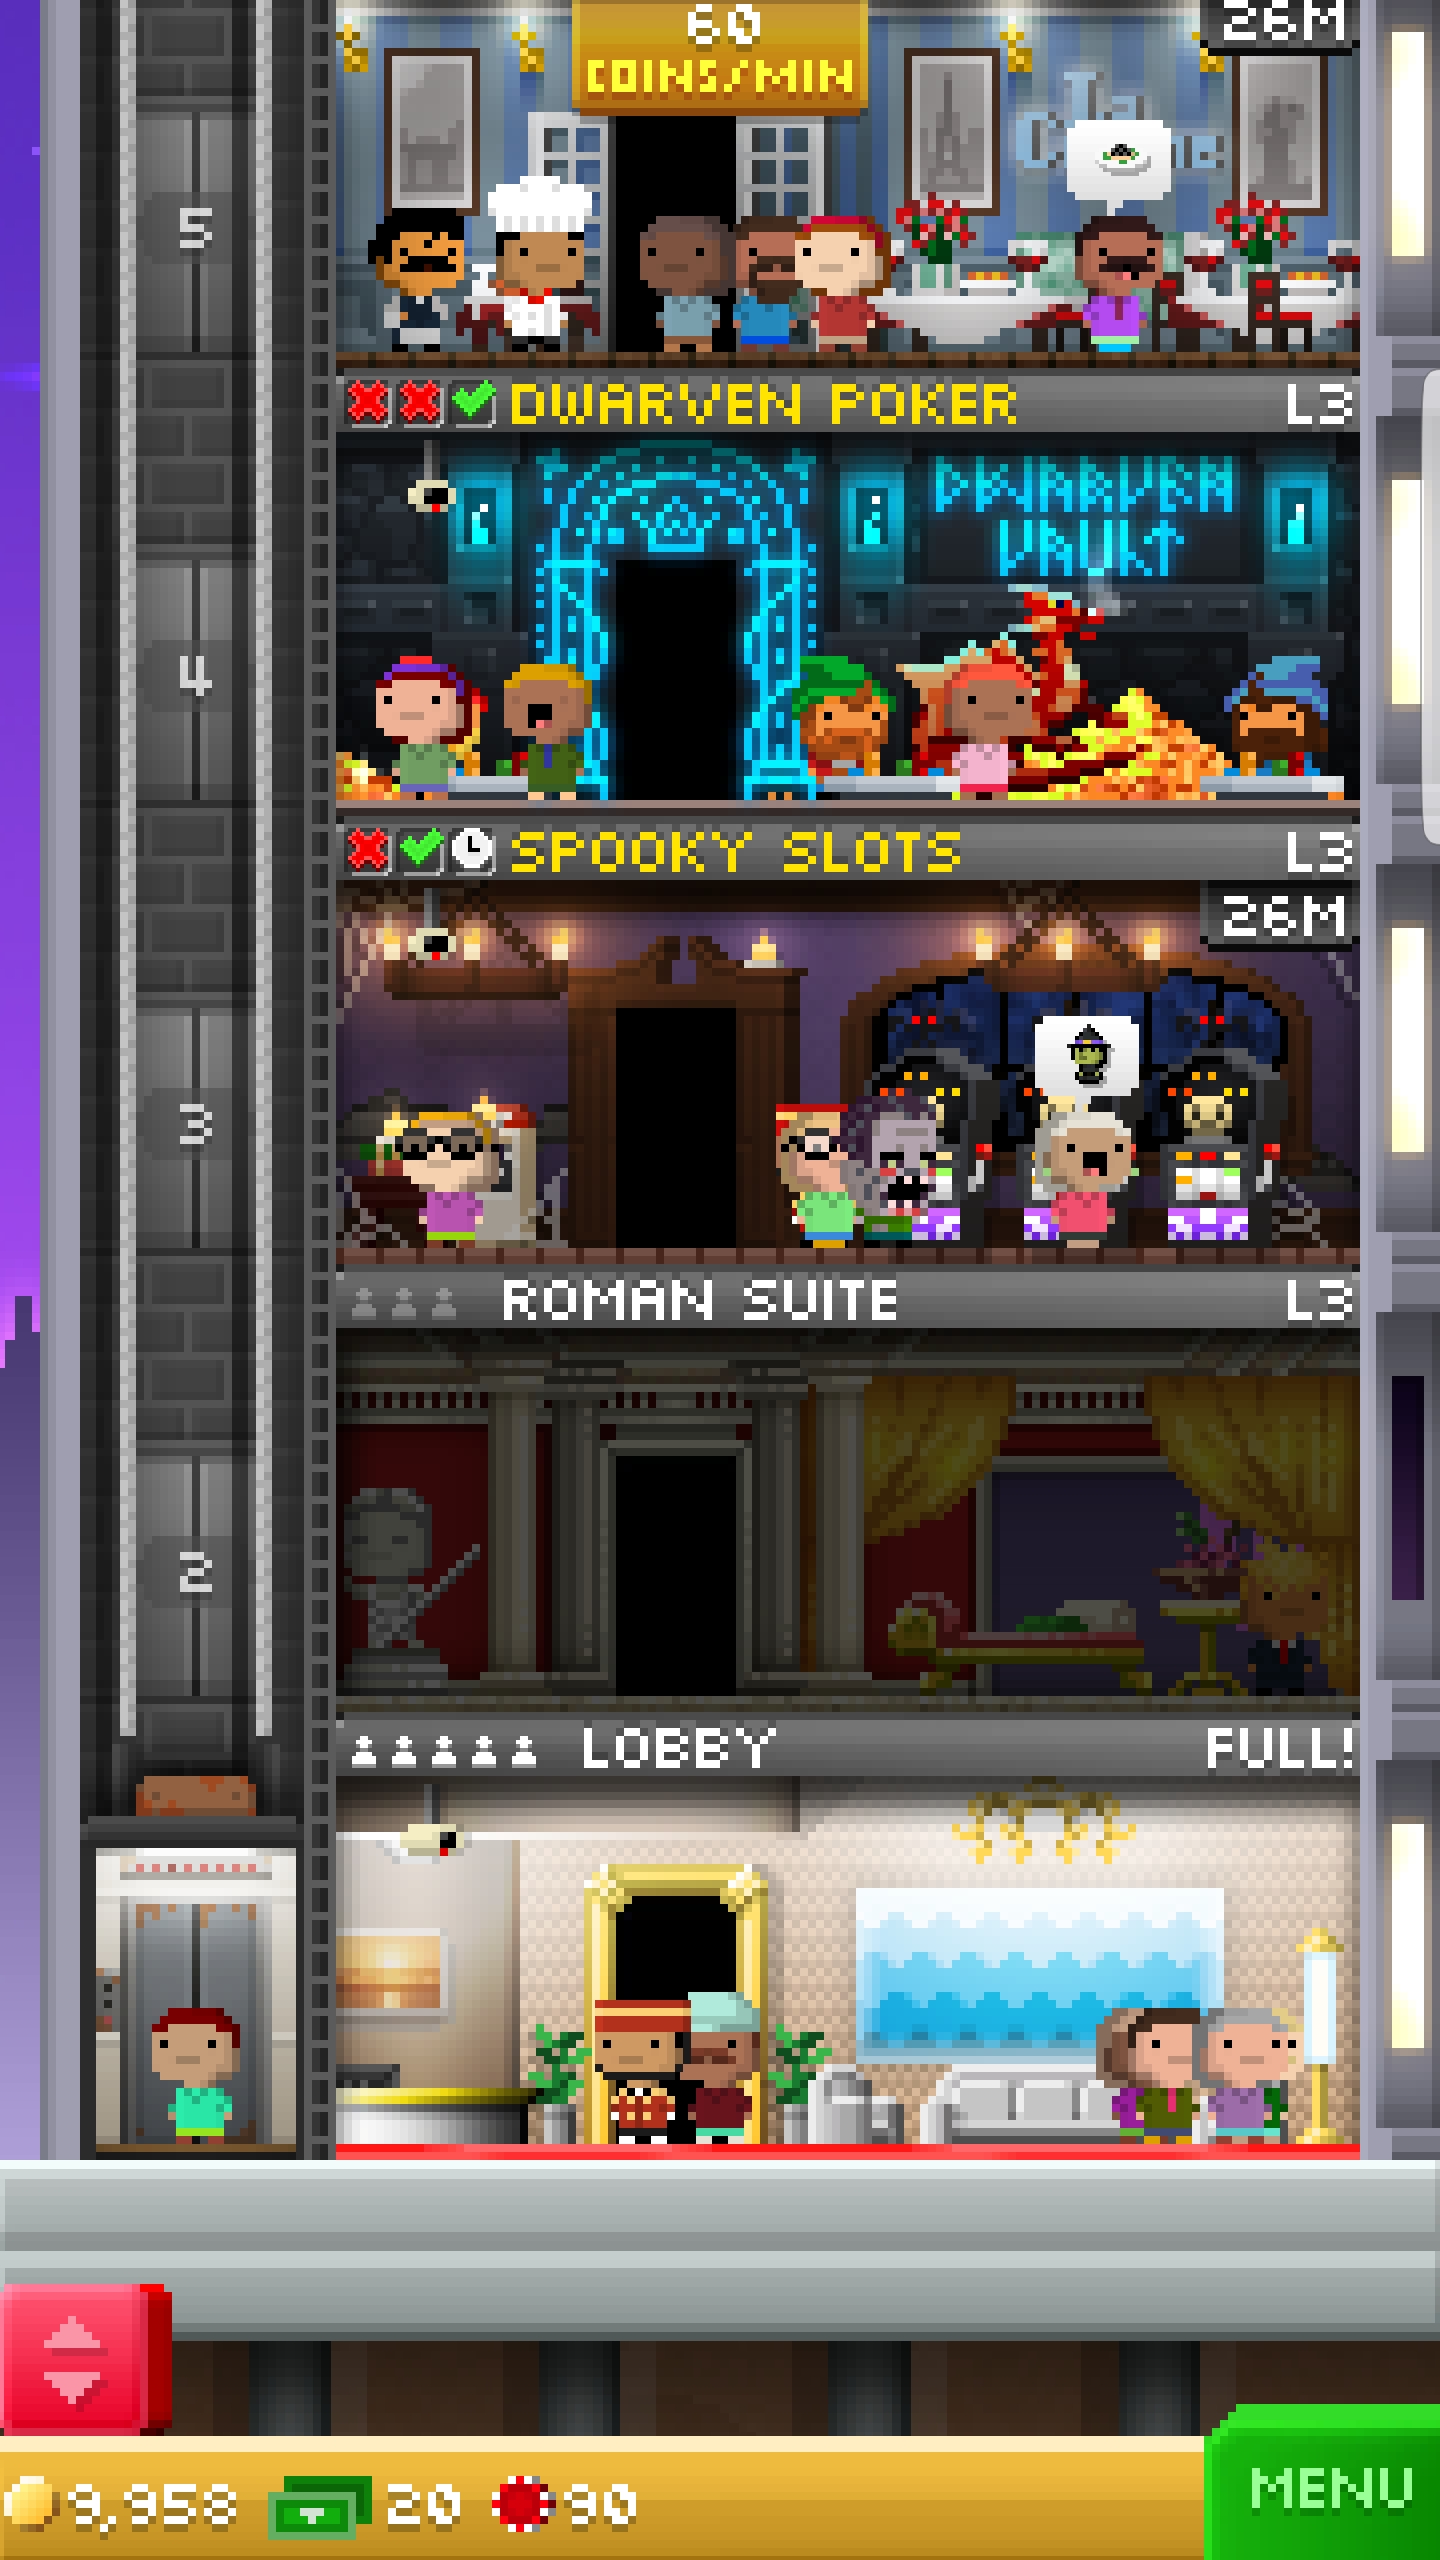 60
COINS/MIN
26M
la
5
DWARVEN POKER
L3
DWARVEN
VAULT
4
SPOOKY SLOTS
L3
26M
3
ROMAN SUITE
L3
2
LOBBY
FULL!
9,958
20
90
MENU